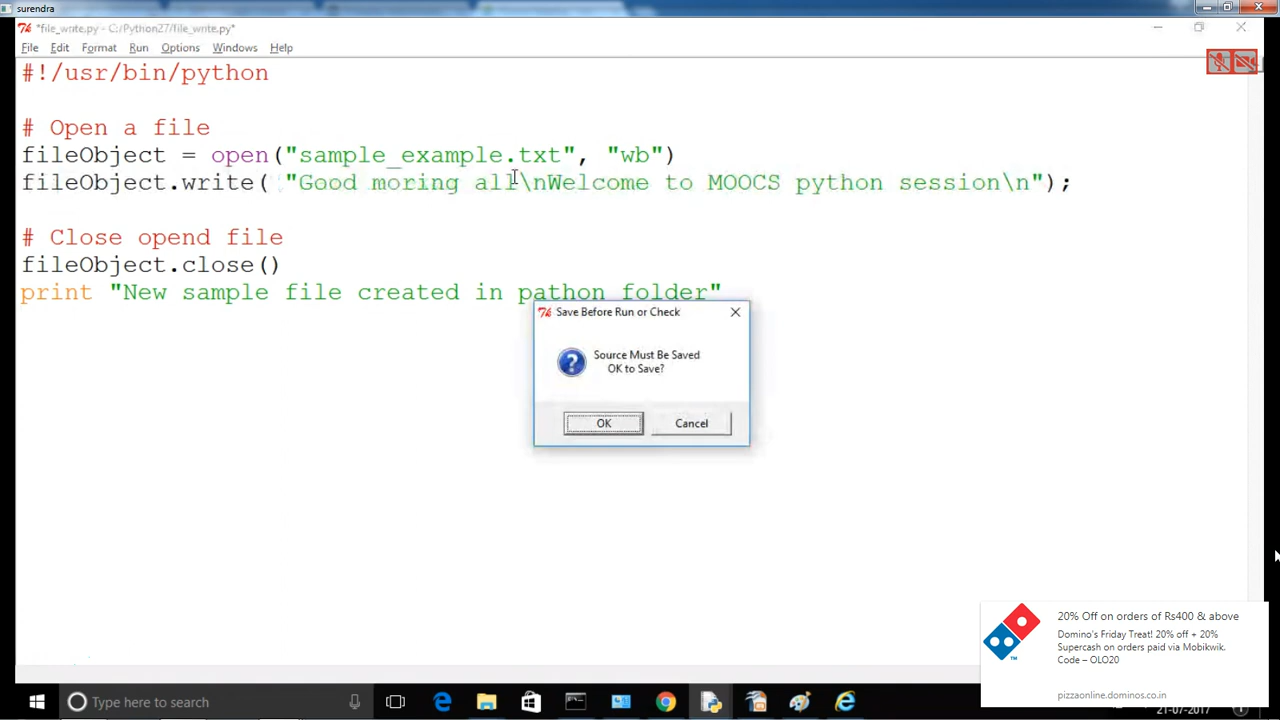 surendra
*file_write.py - C:/Python27/file_write.py*
File Edit Format Run Options Windows Help
#!/usr/bin/python
# Open a file
fileObject = open("sample_example.txt", "wb")
fileObject.write( "Good moring all\nWelcome to MOOCS python session\n");
# Close opend file
fileObject.close()
print "New sample file created in pathon folder"
Save Before Run or Check
Source Must Be Saved
OK to Save?
OK Cancel
20% Off on orders of Rs400 & above
Domino's Friday Treat! 20% off + 20%
Supercash on orders paid via Mobikwik.
Code – OLO20
pizzaonline.dominos.co.in
Type here to search
21-07-2017